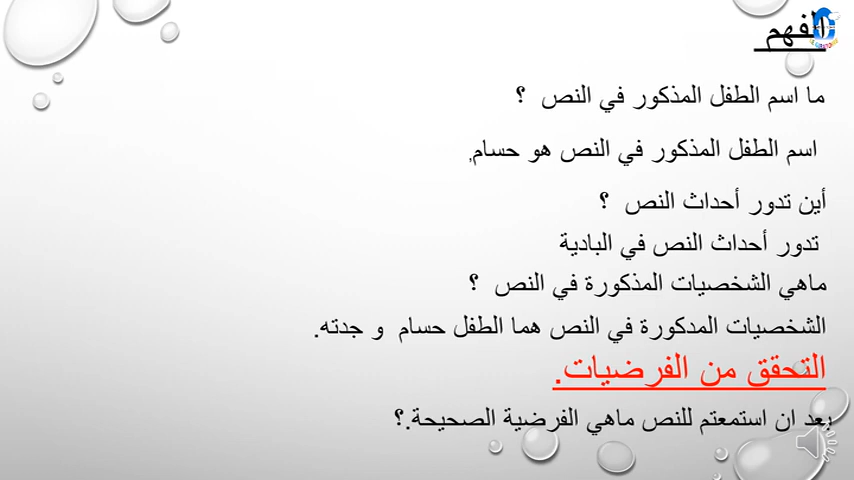 الفهم
ما اسم الطفل المذكور في النص ؟
اسم الطفل المذكور في النص هو حسام,
أين تدور أحداث النص ؟
تدور أحداث النص في البادية
ماهي الشخصيات المذكورة في النص ؟
الشخصيات المدكورة في النص هما الطفل حسام و جدته.
التحقق من الفرضيات.
بعد ان استمعتم للنص ماهي الفرضية الصحيحة.؟